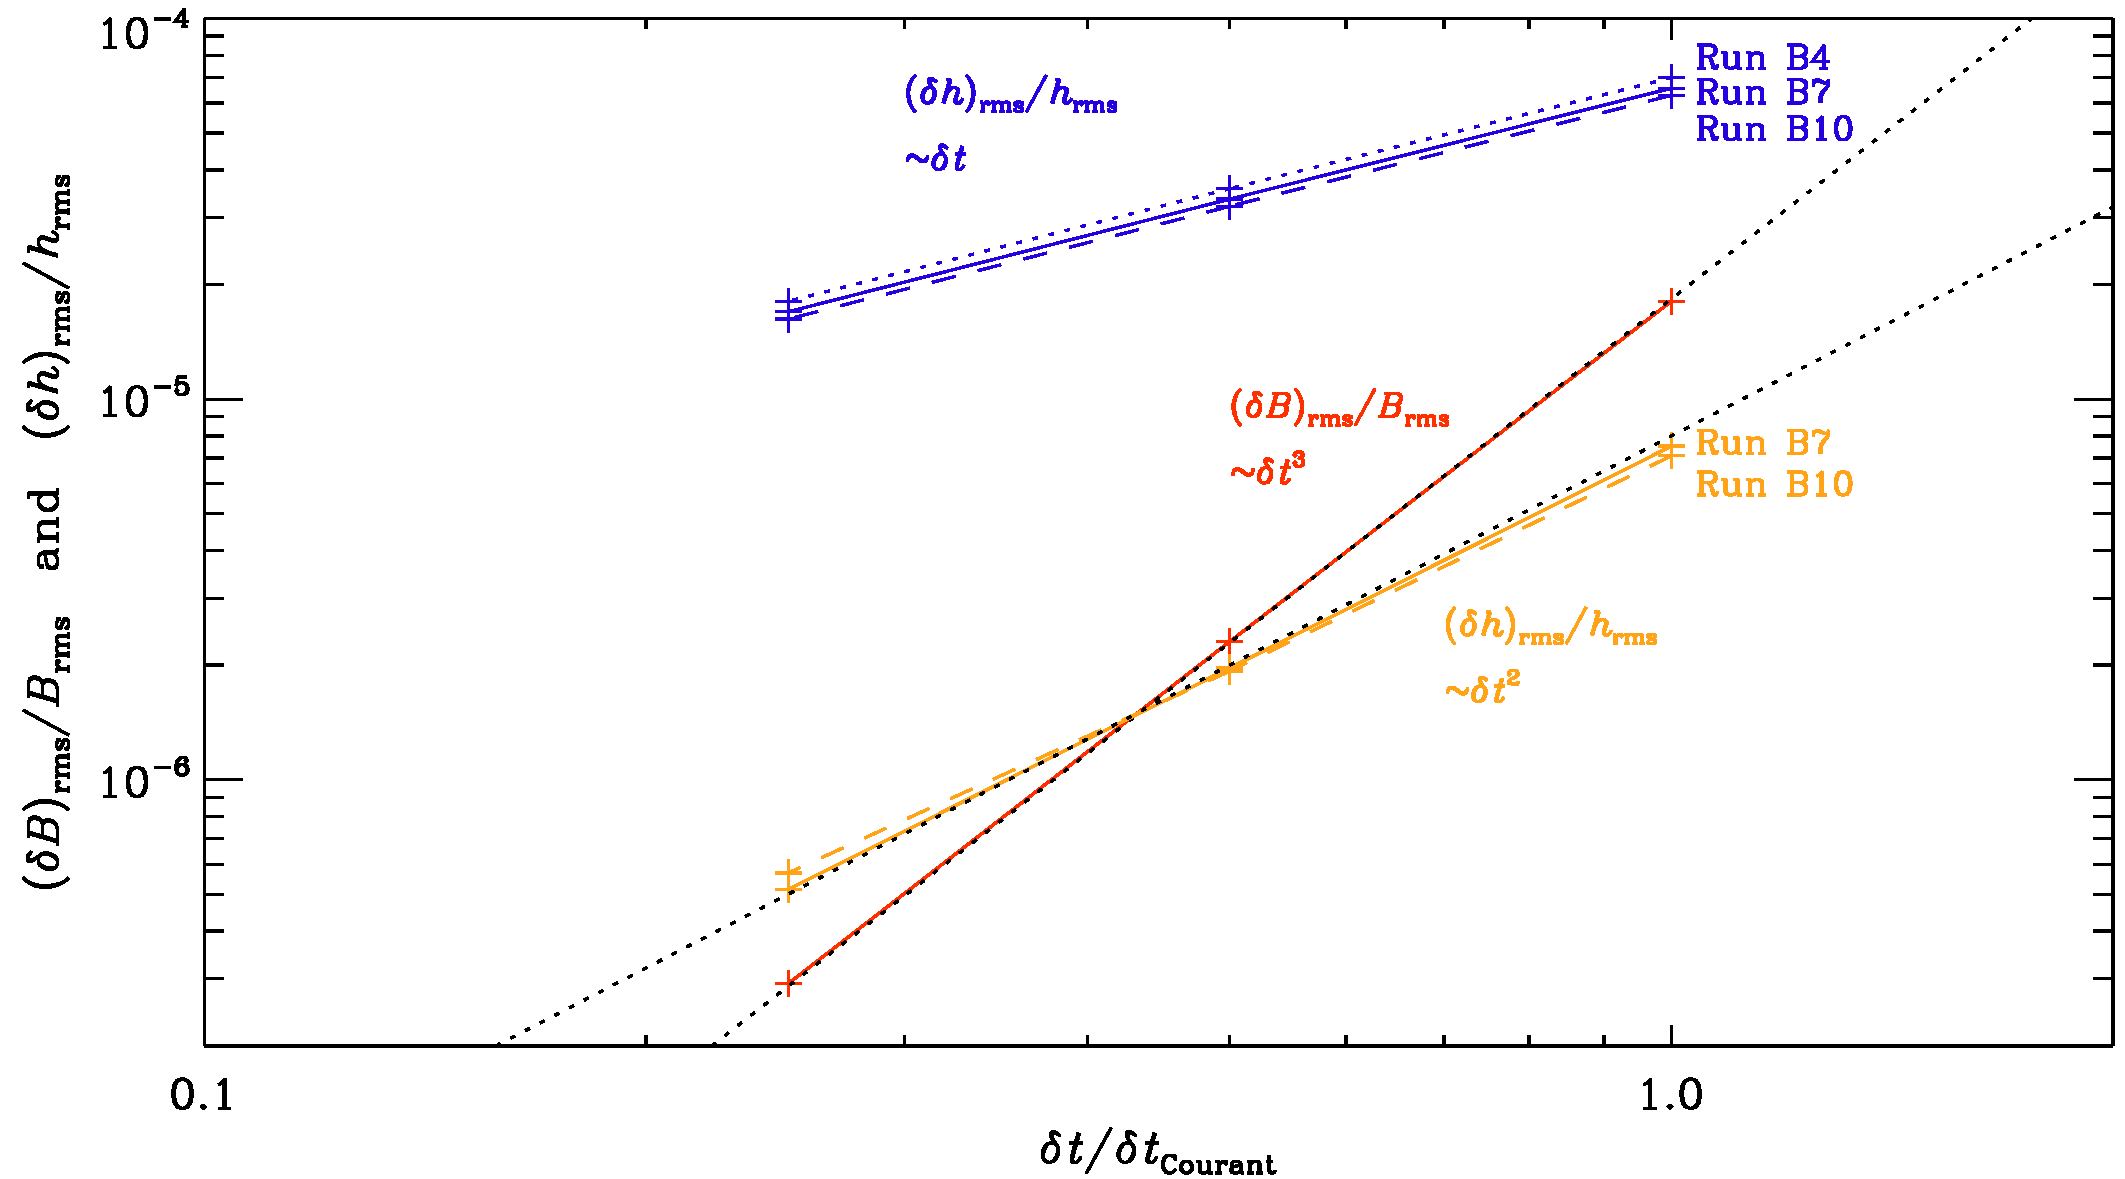 10⁻⁴
10⁻⁵
10⁻⁶
(δB)rms/Brms and (δh)rms/hrms
(δh)rms/hrms
~δt
Run B4
Run B7
Run B10
(δB)rms/Brms
~δt³
Run B7
Run B10
(δh)rms/hrms
~δt²
0.1
1.0
δt/δtCourant